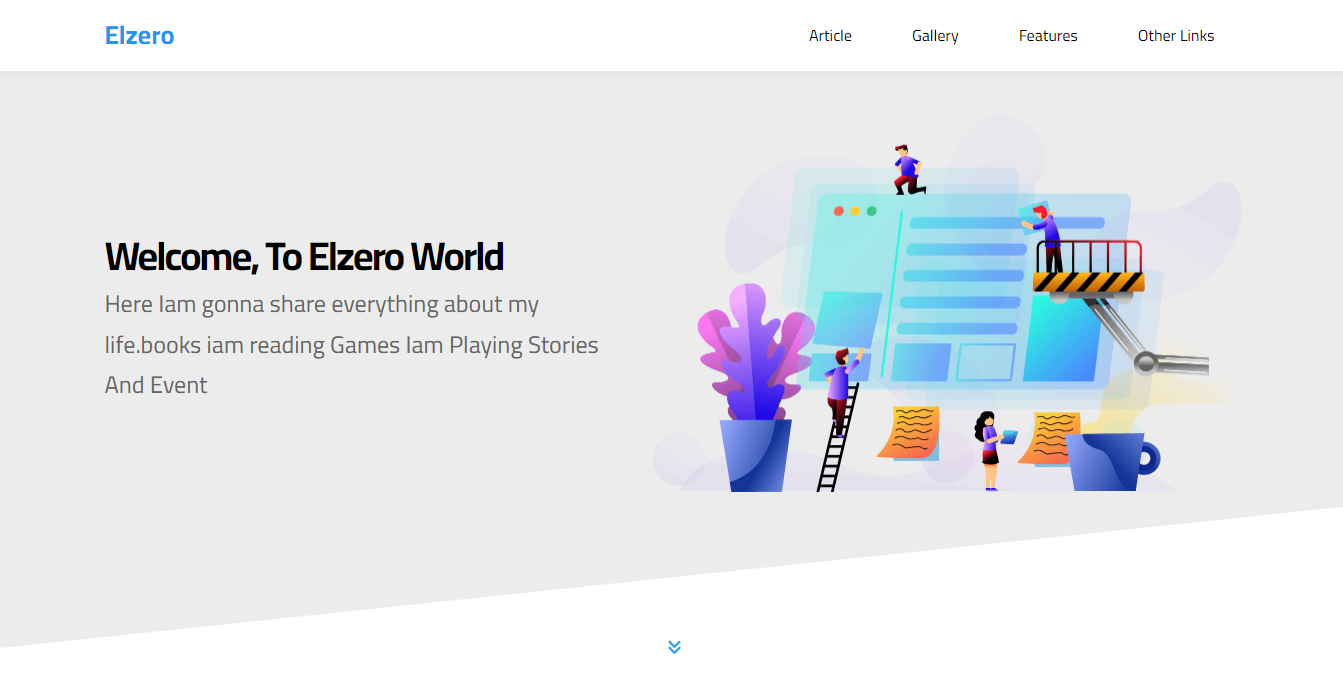 Elzero
Article Gallery Features Other Links
Welcome, To Elzero World
Here Iam gonna share everything about my
life.books iam reading Games Iam Playing Stories
And Event